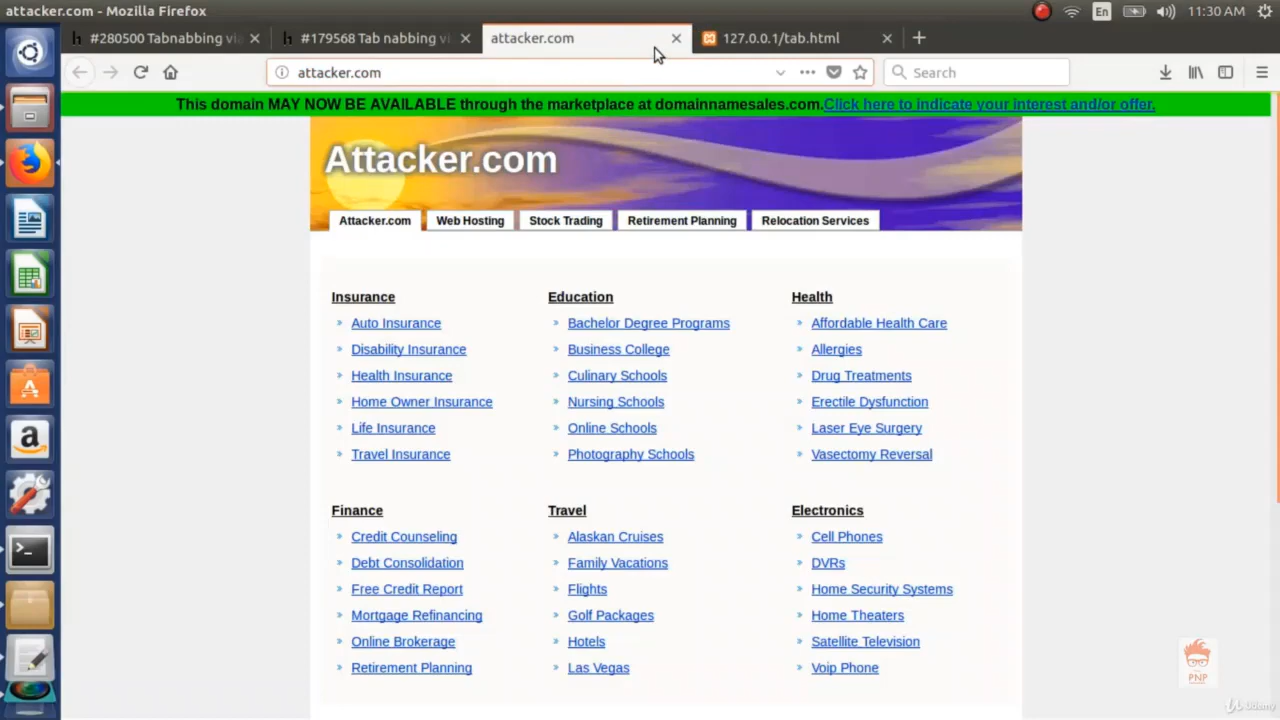 attacker.com - Mozilla Firefox
En
11:30 AM
#280500 Tabnabbing via
#179568 Tab nabbing vi
attacker.com
127.0.0.1/tab.html
attacker.com
Search
This domain MAY NOW BE AVAILABLE through the marketplace at domainnamesales.com.Click here to indicate your interest and/or offer.
Attacker.com
Attacker.com
Web Hosting
Stock Trading
Retirement Planning
Relocation Services
Insurance
Auto Insurance
Disability Insurance
Health Insurance
Home Owner Insurance
Life Insurance
Travel Insurance
Education
Bachelor Degree Programs
Business College
Culinary Schools
Nursing Schools
Online Schools
Photography Schools
Health
Affordable Health Care
Allergies
Drug Treatments
Erectile Dysfunction
Laser Eye Surgery
Vasectomy Reversal
Finance
Credit Counseling
Debt Consolidation
Free Credit Report
Mortgage Refinancing
Online Brokerage
Retirement Planning
Travel
Alaskan Cruises
Family Vacations
Flights
Golf Packages
Hotels
Las Vegas
Electronics
Cell Phones
DVRs
Home Security Systems
Home Theaters
Satellite Television
Voip Phone
PNP
Udemy